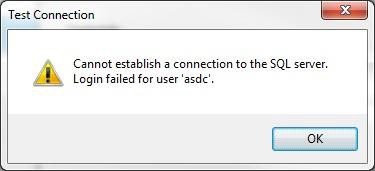 Test Connection
Cannot establish a connection to the SQL server.
Login failed for user 'asdc'.
OK